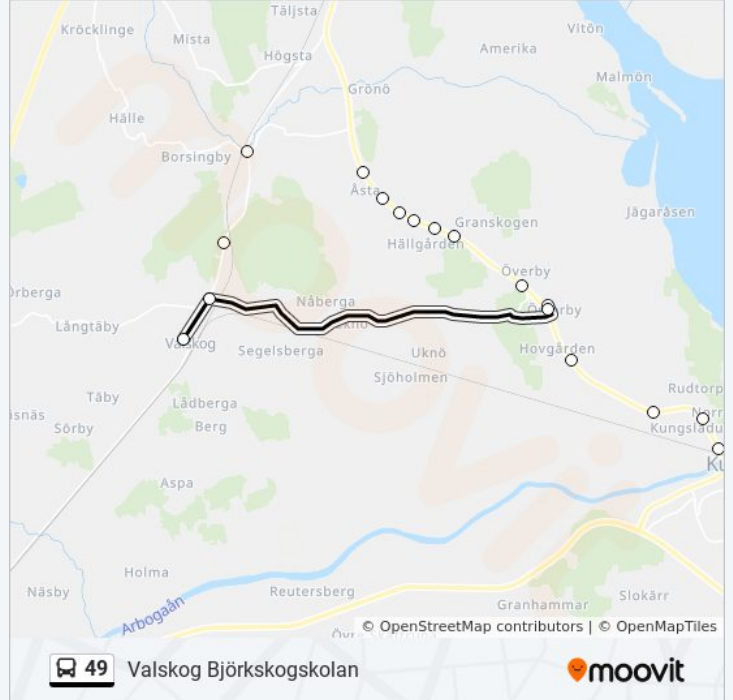 Täljsta
Vitön
Kröcklinge
Mista
Högsta
Amerika
Malmön
Grönö
Hälle
Borsingby
Åsta
Jägaråsen
Granskogen
Hällgården
Överby
Nåberga
Långtäby
Valskog
Segelsberga
Uknö
Hovgården
Sjöholmen
Rudtorp
Täby
Lådberga
Berg
Sörby
Kungsladu
Ku
Aspa
Holma
Näsby
Reutersberg
Slokärr
Granhammar
Arbogaån
© OpenStreetMap contributors | © OpenMapTiles
49 Valskog Björkskogskolan
moovit